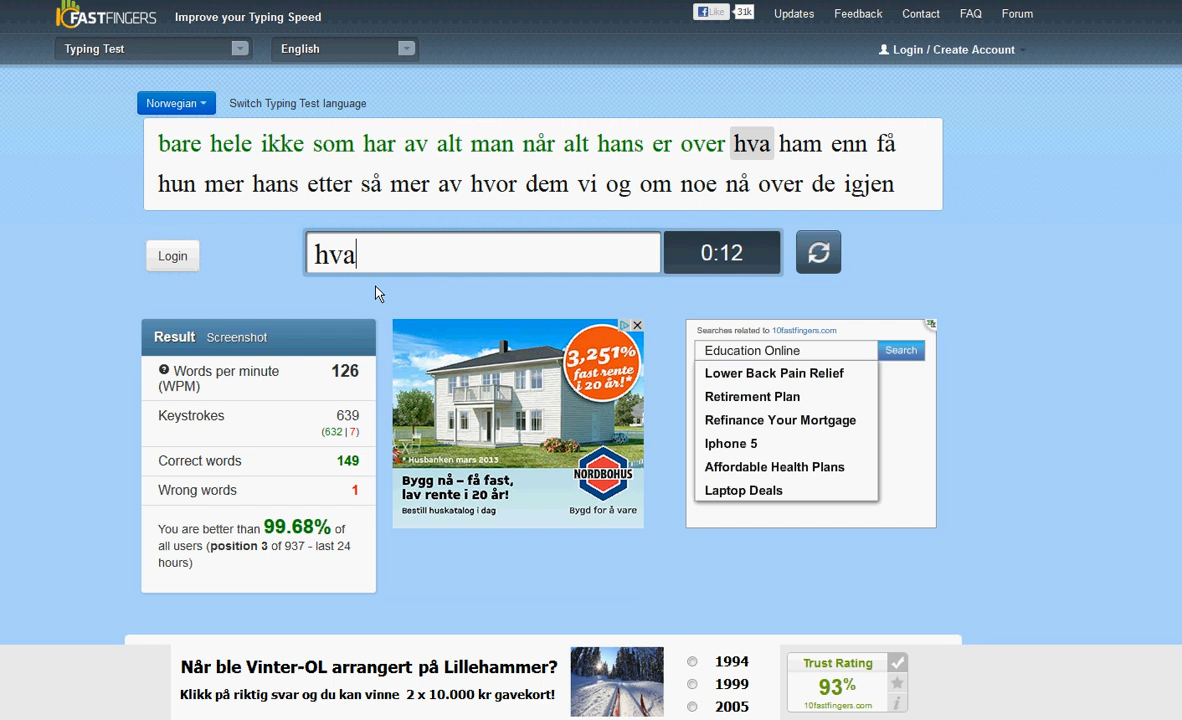 10FASTFINGERS Improve your Typing Speed Like 31k Updates Feedback Contact FAQ Forum
Typing Test English Login / Create Account
Norwegian Switch Typing Test language
bare hele ikke som har av alt man når alt hans er over hva ham enn få
hun mer hans etter så mer av hvor dem vi og om noe nå over de igjen
Login hva 0:12
Result Screenshot
Words per minute 126
(WPM)
Keystrokes 639
(632 | 7)
Correct words 149
Wrong words 1
You are better than 99.68% of
all users (position 3 of 937 - last 24
hours)
3,251%
fast rente
i 20 år!*
* Husbanken mars 2013
Bygg nå – få fast,
lav rente i 20 år!
Bestill huskatalog i dag
NORDBOHUS
Bygd for å vare
Searches related to 10fastfingers.com
Education Online Search
Lower Back Pain Relief
Retirement Plan
Refinance Your Mortgage
Iphone 5
Affordable Health Plans
Laptop Deals
Når ble Vinter-OL arrangert på Lillehammer?
Klikk på riktig svar og du kan vinne 2 x 10.000 kr gavekort!
1994
1999
2005
Trust Rating
93%
10fastfingers.com